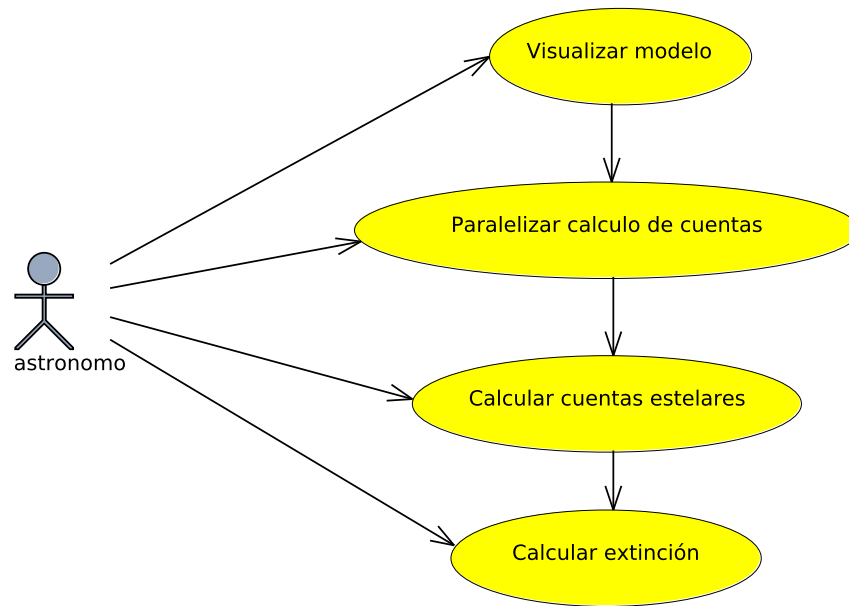 Visualizar modelo
Paralelizar calculo de cuentas
astronomo
Calcular cuentas estelares
Calcular extinción